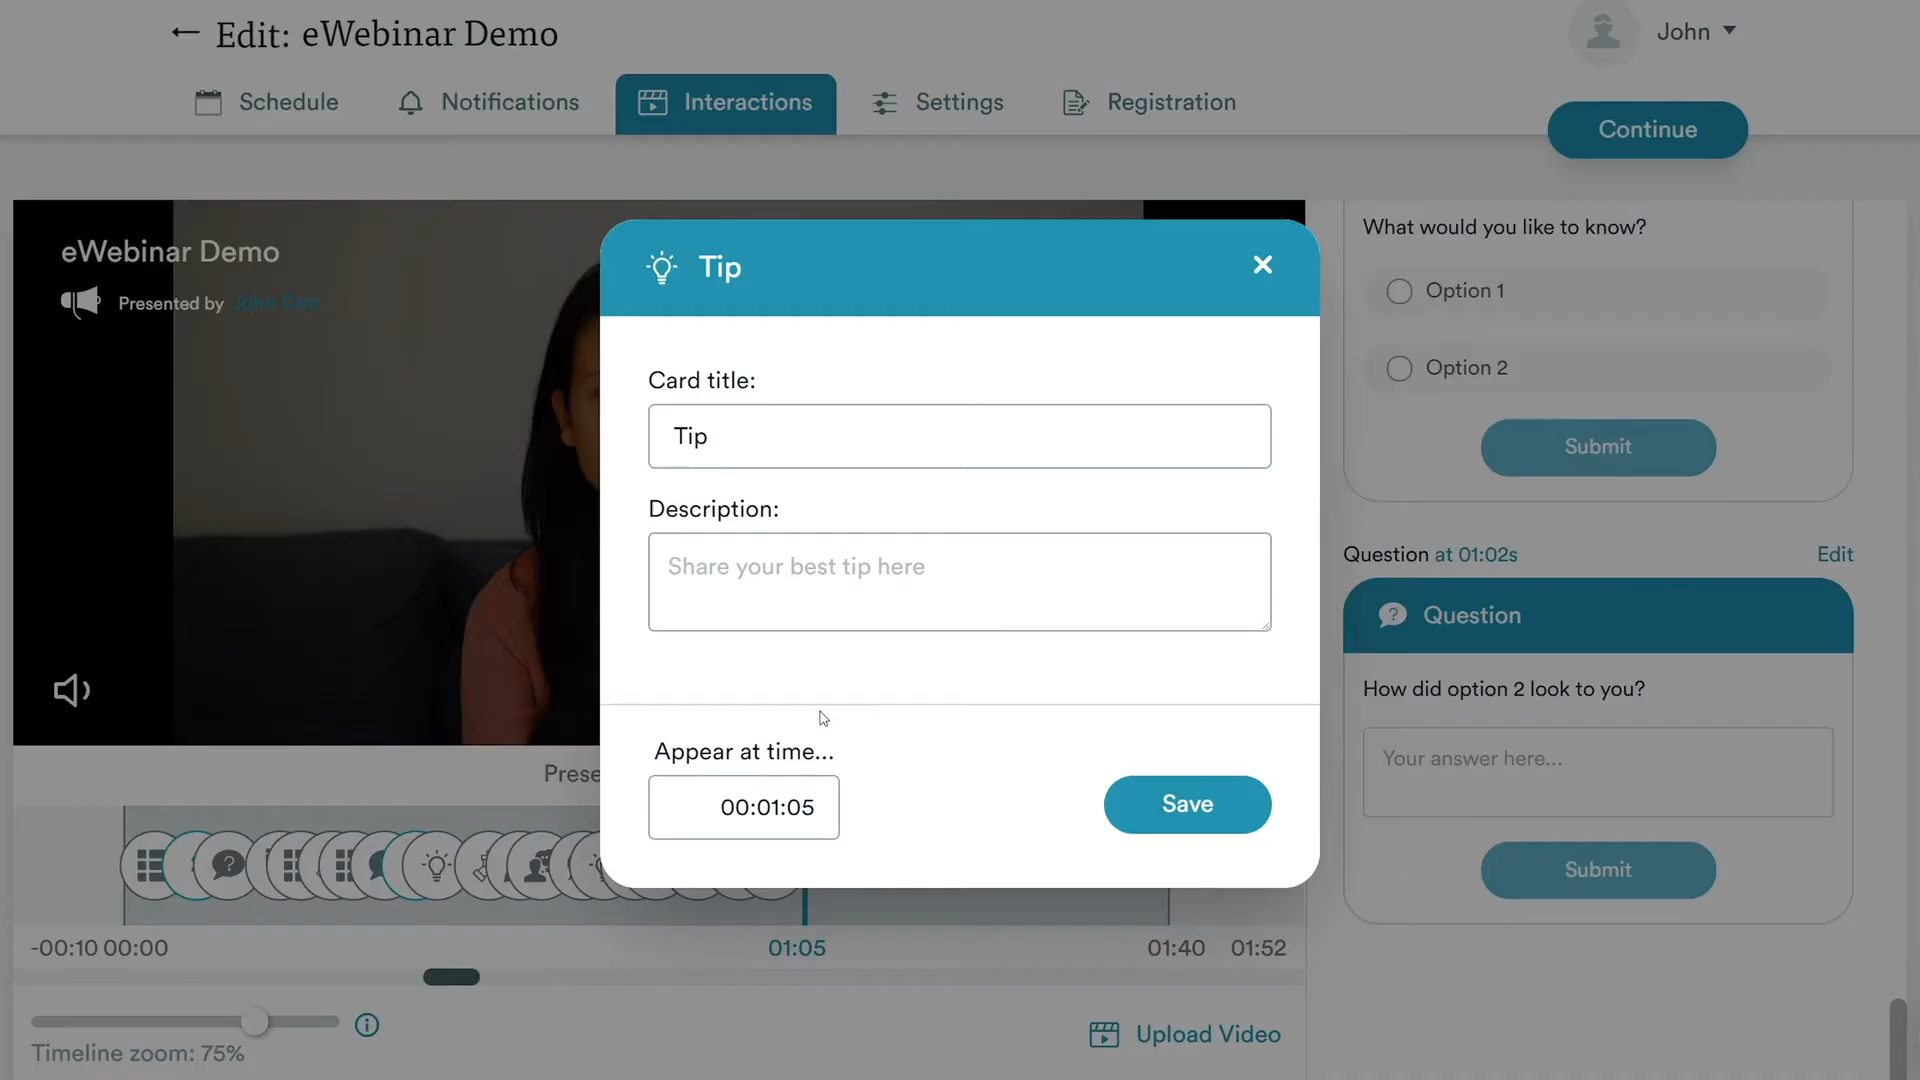 ← Edit: eWebinar Demo
John
Schedule
Notifications
Interactions
Settings
Registration
Continue
eWebinar Demo
Presented by John Cox
Tip
Card title:
Tip
Description:
Share your best tip here
Appear at time...
00:01:05
Save
What would you like to know?
Option 1
Option 2
Submit
Question at 01:02s
Edit
Question
How did option 2 look to you?
Your answer here...
Submit
Prese
-00:10 00:00
01:05
01:40
01:52
Timeline zoom: 75%
Upload Video